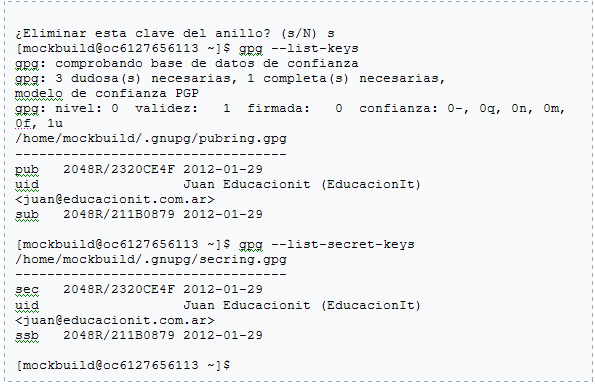 ¿Eliminar esta clave del anillo? (s/N) s
[mockbuild@oc6127656113 ~]$ gpg --list-keys
gpg: comprobando base de datos de confianza
gpg: 3 dudosa(s) necesarias, 1 completa(s) necesarias,
modelo de confianza PGP
gpg: nivel: 0  validez:   1  firmada:   0  confianza: 0-, 0q, 0n, 0m,
0f, 1u
/home/mockbuild/.gnupg/pubring.gpg
----------------------------------
pub   2048R/2320CE4F 2012-01-29
uid                  Juan Educacionit (EducacionIt)
<juan@educacionit.com.ar>
sub   2048R/211B0879 2012-01-29
[mockbuild@oc6127656113 ~]$ gpg --list-secret-keys
/home/mockbuild/.gnupg/secring.gpg
----------------------------------
sec   2048R/2320CE4F 2012-01-29
uid                  Juan Educacionit (EducacionIt)
<juan@educacionit.com.ar>
ssb   2048R/211B0879 2012-01-29
[mockbuild@oc6127656113 ~]$